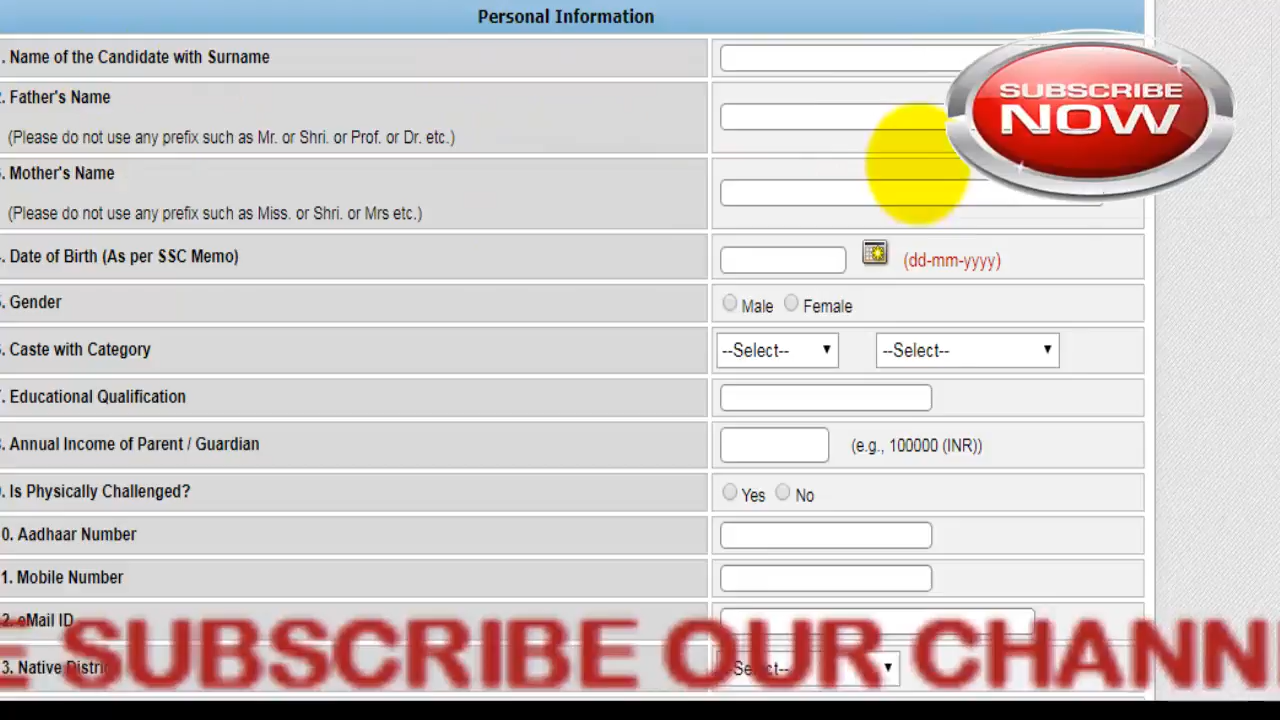 Personal Information
. Name of the Candidate with Surname
. Father's Name
(Please do not use any prefix such as Mr. or Shri. or Prof. or Dr. etc.)
. Mother's Name
(Please do not use any prefix such as Miss. or Shri. or Mrs etc.)
. Date of Birth (As per SSC Memo)
(dd-mm-yyyy)
. Gender
Male Female
. Caste with Category
--Select-- --Select--
. Educational Qualification
. Annual Income of Parent / Guardian
(e.g., 100000 (INR))
. Is Physically Challenged?
Yes No
0. Aadhaar Number
1. Mobile Number
2. eMail ID
3. Native District
--Select--
SUBSCRIBE
NOW
E SUBSCRIBE OUR CHANN